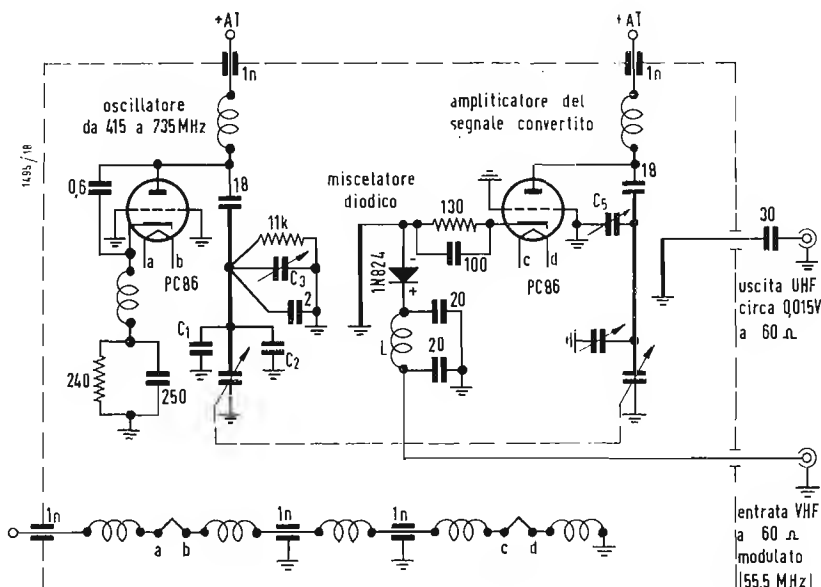 +AT
+AT
1n
1n
oscillatore
da 415 a 735 MHz
amplificatore del
segnale convertito
1495/18
0,6
18
18
miscelatore
diodico
11k
130
C5
30
a
b
PC86
C3
100
c
d
PC86
1N824
-
+
uscita UHF
circa 0,015V
a 60 Ω
2
20
C1
C2
L
20
240
250
1n
1n
1n
a
b
c
d
entrata VHF
a 60 Ω
modulato
[55,5 MHz]